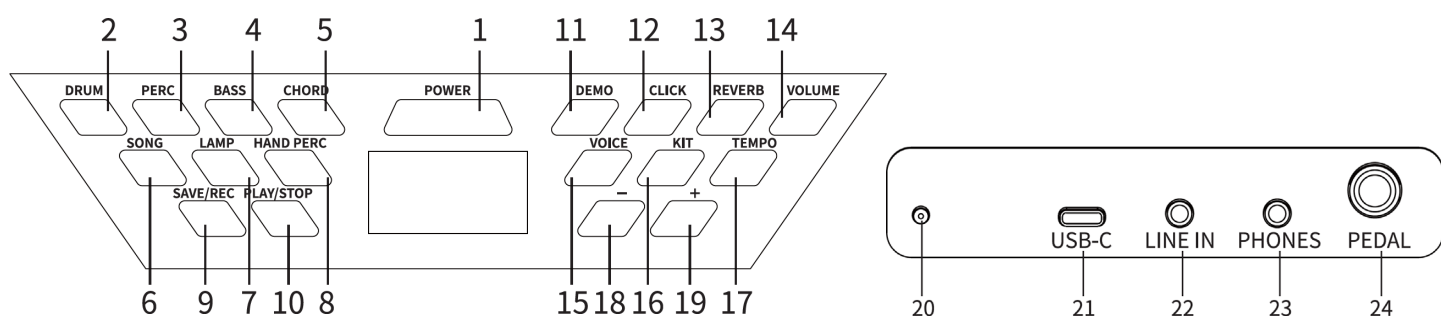 2 3 4 5 1 11 12 13 14
DRUM PERC BASS CHORD POWER DEMO CLICK REVERB VOLUME
SONG LAMP HAND PERC VOICE KIT TEMPO
SAVE/REC PLAY/STOP − +
6 9 7 10 8 15 18 16 19 17
USB-C LINE IN PHONES PEDAL
20 21 22 23 24